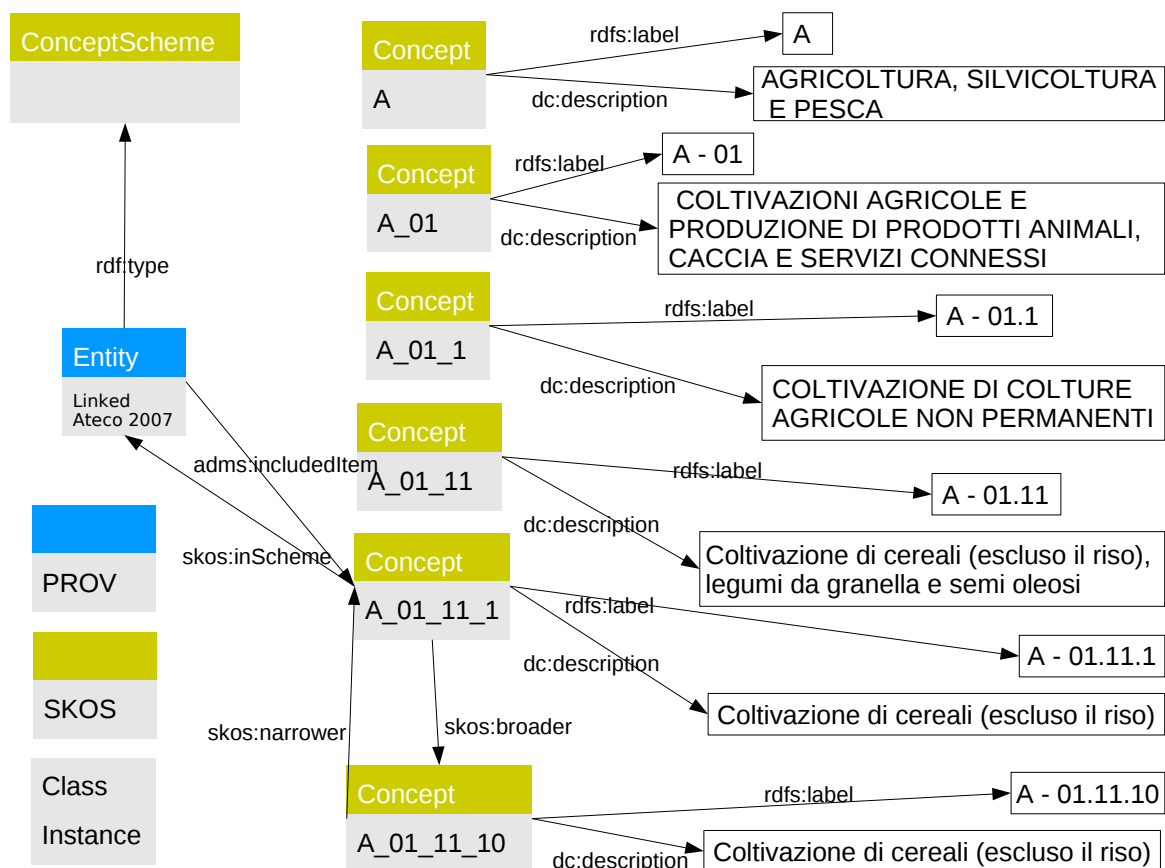 ConceptScheme
Concept
A
rdfs:label
A
dc:description
AGRICOLTURA, SILVICOLTURA
E PESCA
Concept
A_01
rdfs:label
A - 01
dc:description
COLTIVAZIONI AGRICOLE E
PRODUZIONE DI PRODOTTI ANIMALI,
CACCIA E SERVIZI CONNESSI
rdf:type
Concept
A_01_1
rdfs:label
A - 01.1
dc:description
COLTIVAZIONE DI COLTURE
AGRICOLE NON PERMANENTI
Entity
Linked
Ateco 2007
adms:includedItem
skos:inScheme
Concept
A_01_11
rdfs:label
A - 01.11
dc:description
Coltivazione di cereali (escluso il riso),
legumi da granella e semi oleosi
Concept
A_01_11_1
rdfs:label
A - 01.11.1
dc:description
Coltivazione di cereali (escluso il riso)
skos:narrower
skos:broader
Concept
A_01_11_10
rdfs:label
A - 01.11.10
dc:description
Coltivazione di cereali (escluso il riso)
PROV
SKOS
Class
Instance